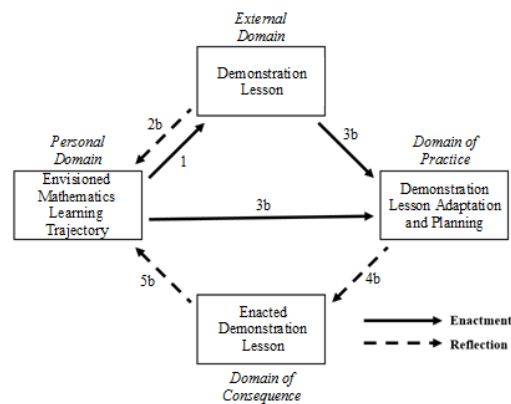 External
Domain
Demonstration
Lesson
2b
1
3b
Personal
Domain
Envisioned
Mathematics
Learning
Trajectory
3b
Domain of
Practice
Demonstration
Lesson Adaptation
and Planning
5b
4b
Enacted
Demonstration
Lesson
Domain of
Consequence
Enactment
Reflection